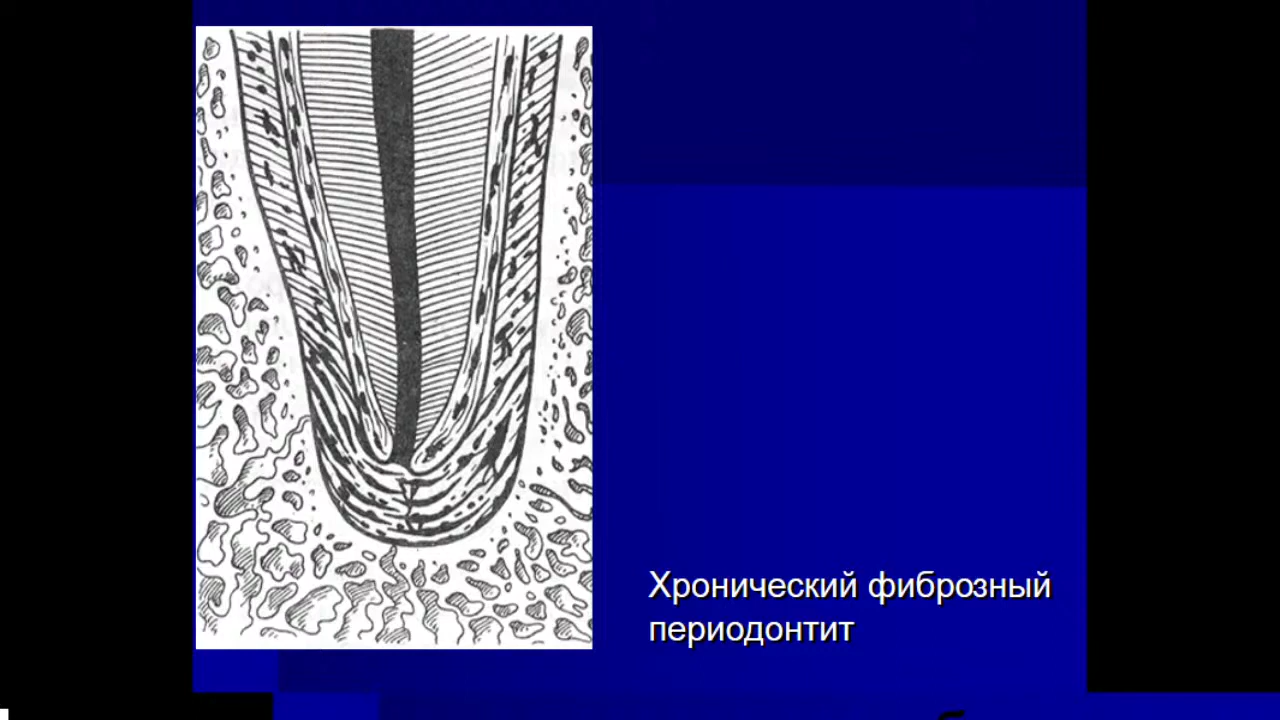 Хронический фиброзный
периодонтит